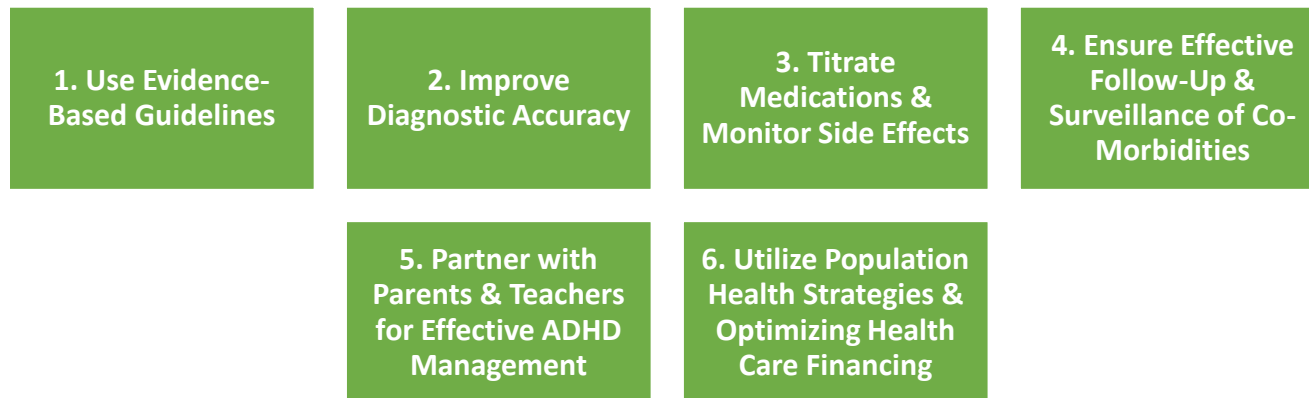 1. Use Evidence-
Based Guidelines
2. Improve
Diagnostic Accuracy
3. Titrate
Medications &
Monitor Side Effects
4. Ensure Effective
Follow-Up &
Surveillance of Co-
Morbidities
5. Partner with
Parents & Teachers
for Effective ADHD
Management
6. Utilize Population
Health Strategies &
Optimizing Health
Care Financing